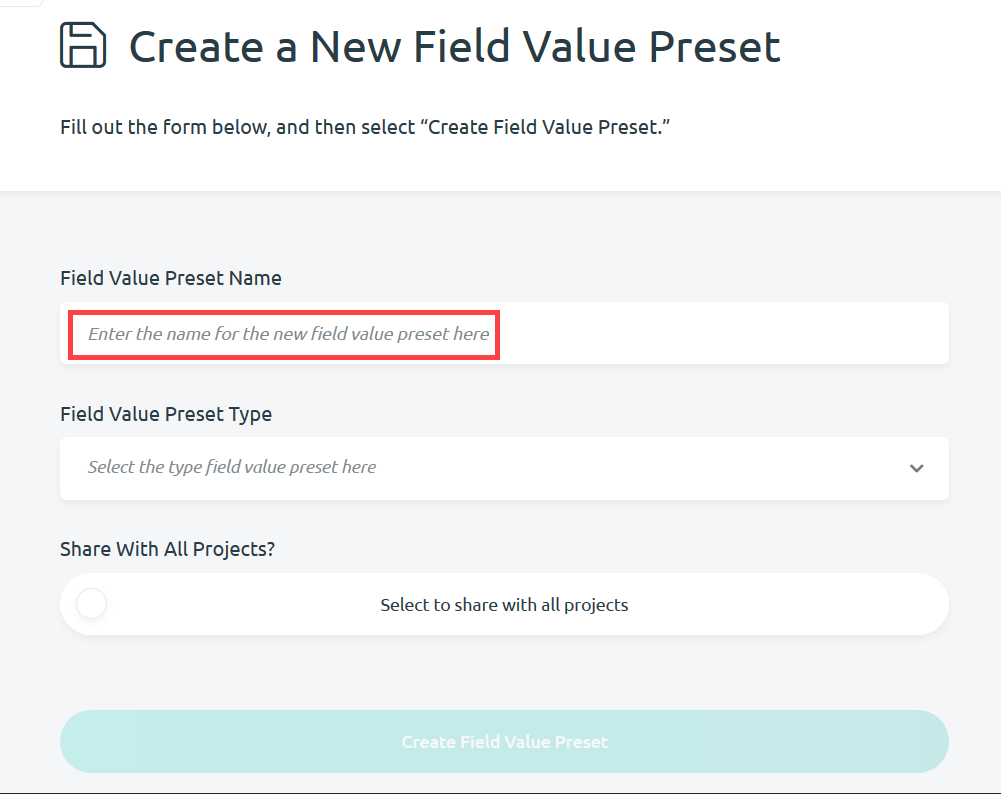 Create a New Field Value Preset
Fill out the form below, and then select “Create Field Value Preset.”
Field Value Preset Name
Enter the name for the new field value preset here
Field Value Preset Type
Select the type field value preset here
Share With All Projects?
Select to share with all projects
Create Field Value Preset